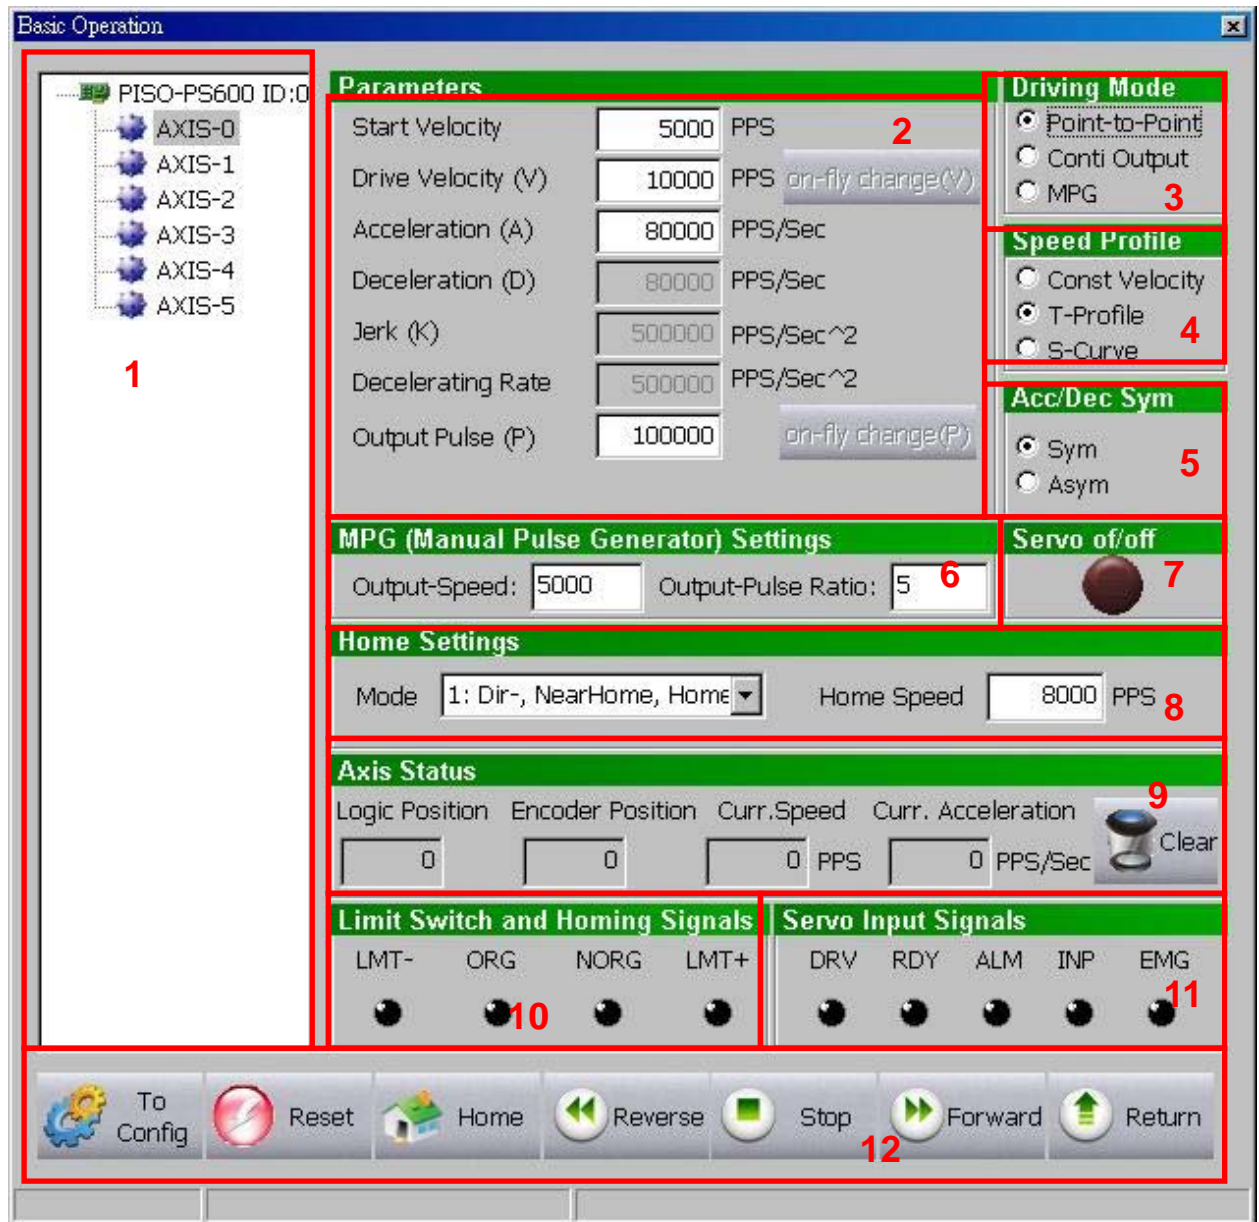 Basic Operation
PISO-PS600 ID:0
AXIS-0
AXIS-1
AXIS-2
AXIS-3
AXIS-4
AXIS-5
1
Parameters
2
Start Velocity 5000 PPS
Drive Velocity (V) 10000 PPS on-fly change(V)
Acceleration (A) 80000 PPS/Sec
Deceleration (D) 80000 PPS/Sec
Jerk (K) 500000 PPS/Sec^2
Decelerating Rate 500000 PPS/Sec^2
Output Pulse (P) 100000 on-fly change(P)
Driving Mode
Point-to-Point
Conti Output
MPG
3
Speed Profile
Const Velocity
T-Profile
S-Curve
4
Acc/Dec Sym
Sym
Asym
5
MPG (Manual Pulse Generator) Settings
Output-Speed: 5000 Output-Pulse Ratio: 5
6
Servo of/off
7
Home Settings
Mode 1: Dir-, NearHome, Home Home Speed 8000 PPS
8
Axis Status
Logic Position Encoder Position Curr.Speed Curr. Acceleration
0 0 0 PPS 0 PPS/Sec
9
Clear
Limit Switch and Homing Signals
LMT- ORG NORG LMT+
10
Servo Input Signals
DRV RDY ALM INP EMG
11
To Config
Reset
Home
Reverse
Stop
Forward
Return
12